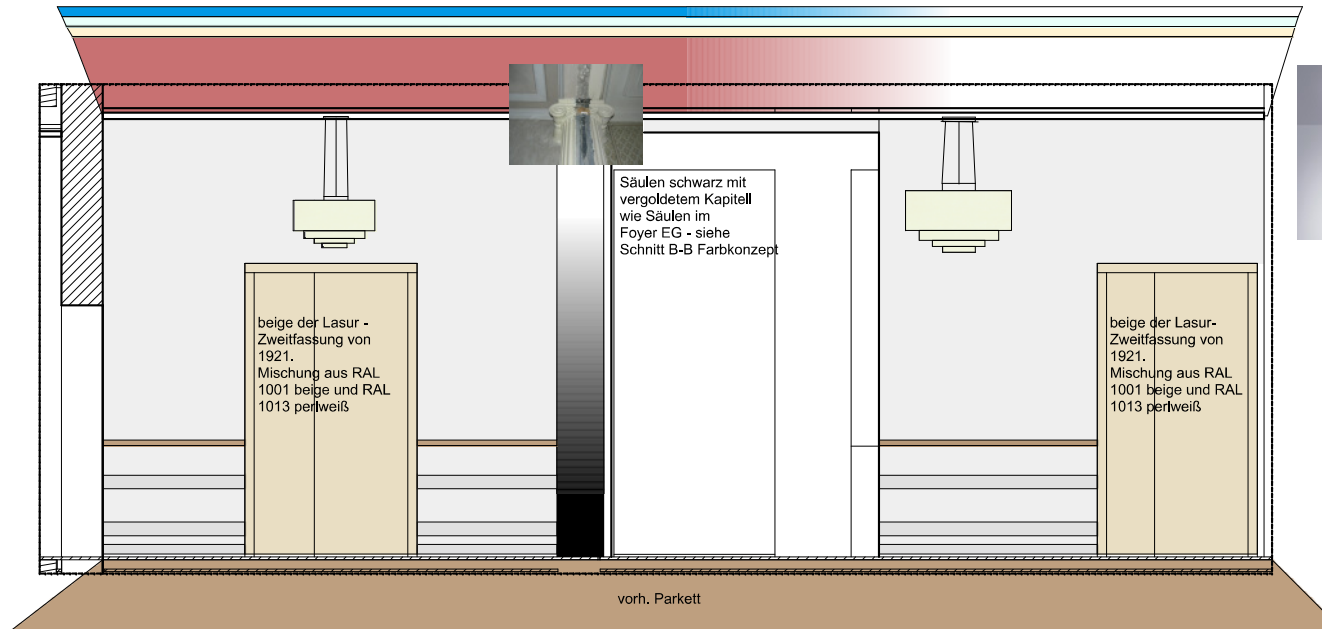 Säulen schwarz mit
vergoldetem Kapitell
wie Säulen im
Foyer EG - siehe
Schnitt B-B Farbkonzept
beige der Lasur -
Zweitfassung von
1921.
Mischung aus RAL
1001 beige und RAL
1013 perlweiß
beige der Lasur-
Zweitfassung von
1921.
Mischung aus RAL
1001 beige und RAL
1013 perlweiß
vorh. Parkett